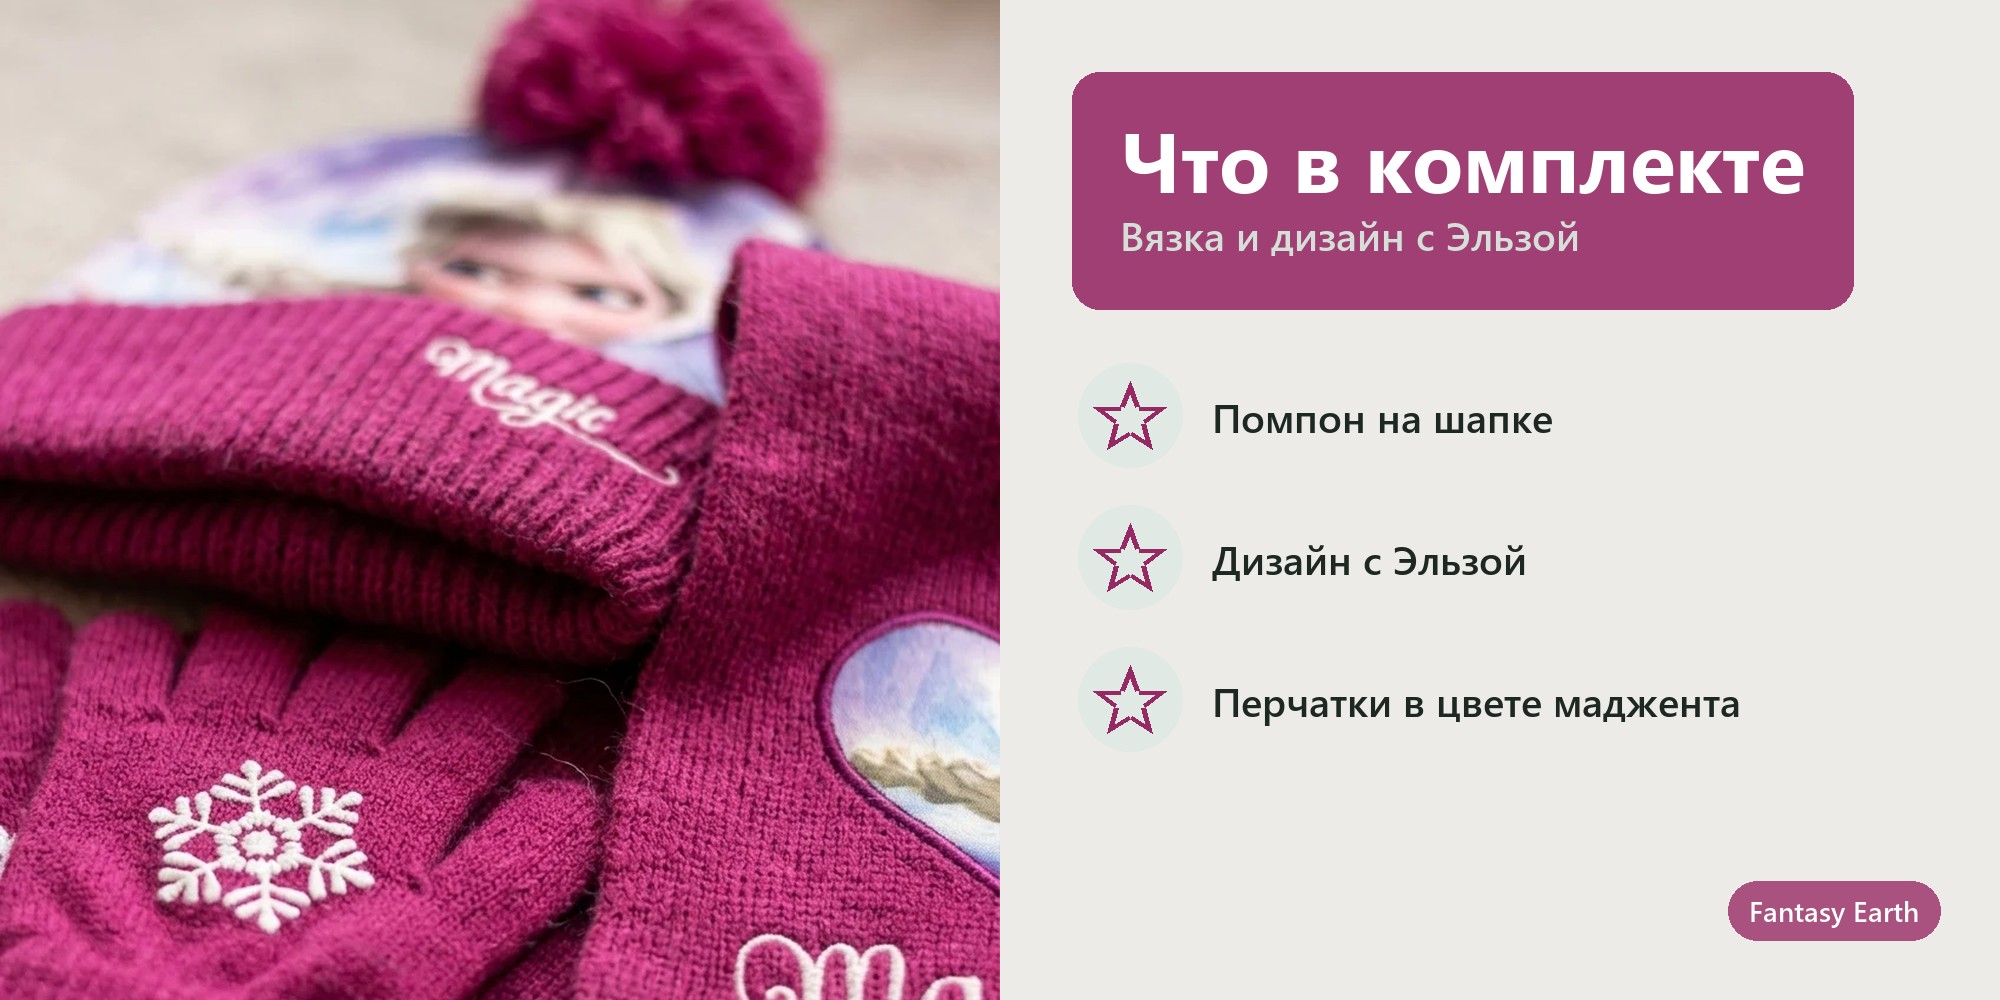 Magic
Что в комплекте
Вязка и дизайн с Эльзой
Помпон на шапке
Дизайн с Эльзой
Перчатки в цвете маджента
Fantasy Earth